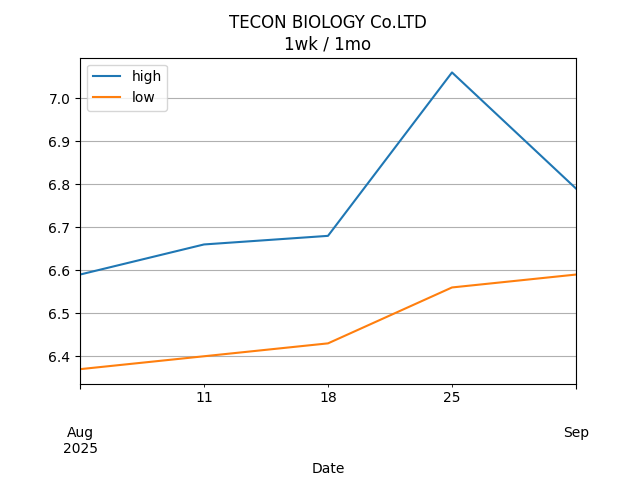 TECON BIOLOGY Co.LTD
1wk / 1mo
high
low
7.0
6.9
6.8
6.7
6.6
6.5
6.4
11
18
25
Aug
2025
Sep
Date